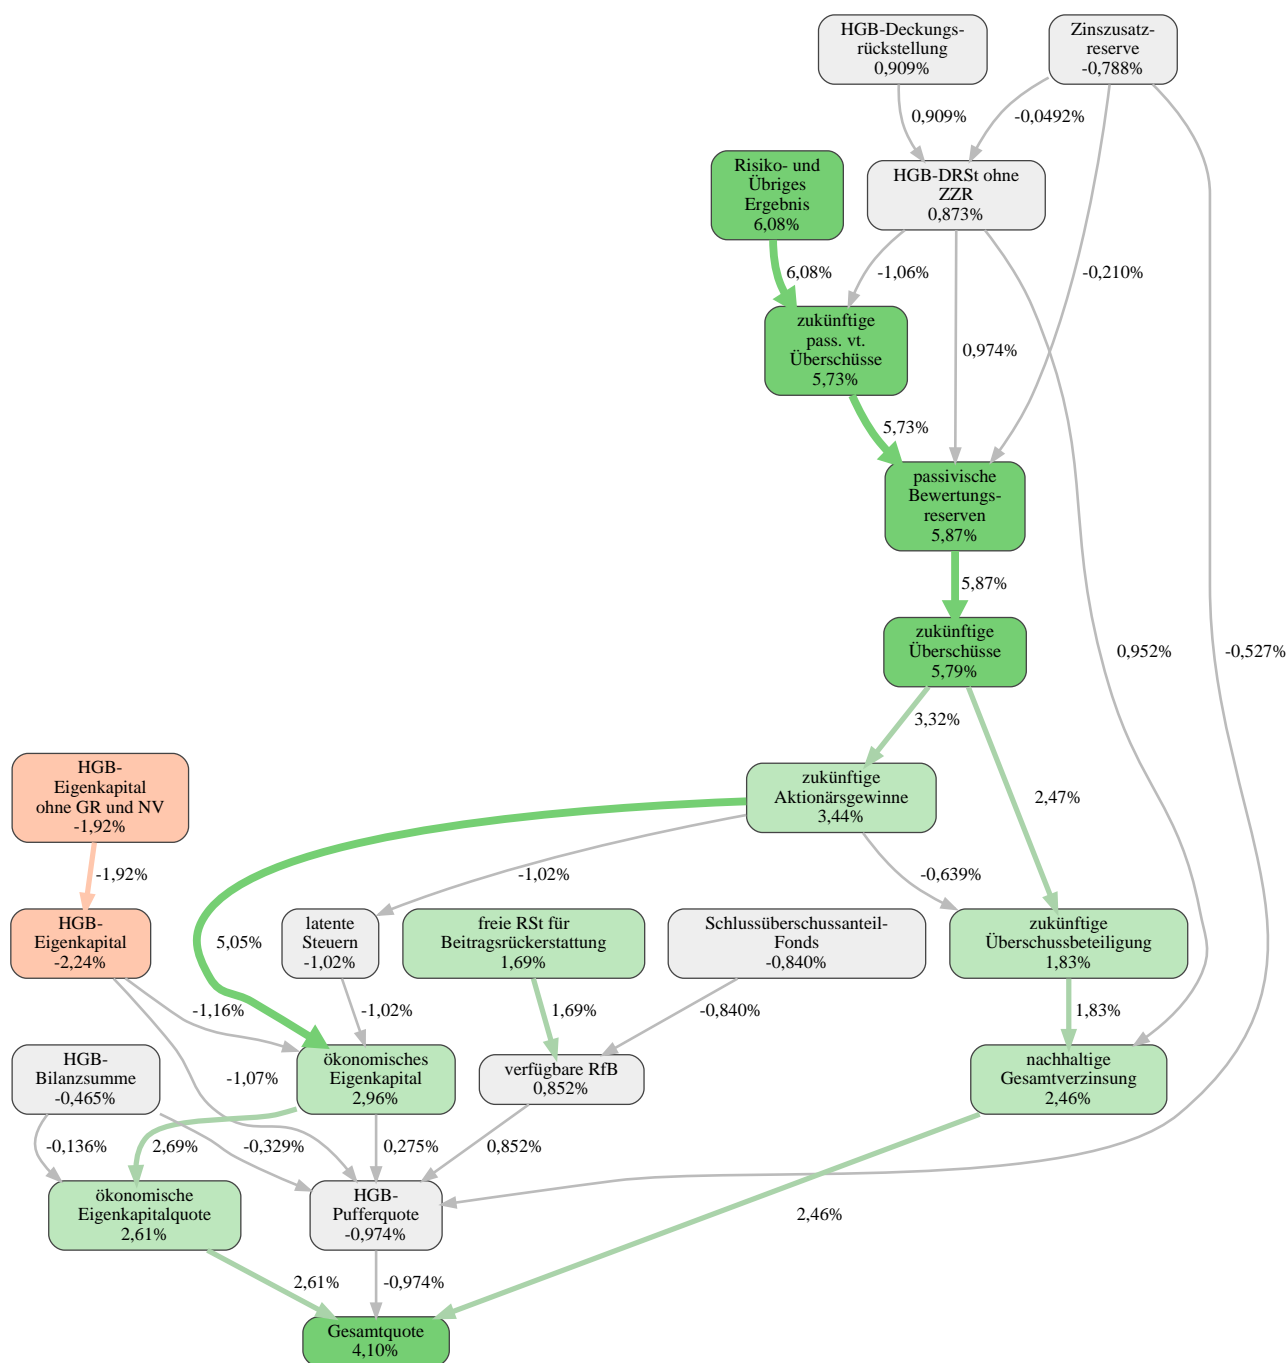 HGB-Deckungs-
rückstellung
0,909%
Zinszusatz-
reserve
-0,788%
0,909%
-0,0492%
Risiko- und
Übriges
Ergebnis
6,08%
HGB-DRSt ohne
ZZR
0,873%
6,08%
-1,06%
-0,210%
zukünftige
pass. vt.
Überschüsse
5,73%
0,974%
5,73%
passivische
Bewertungs-
reserven
5,87%
5,87%
zukünftige
Überschüsse
5,79%
0,952%
-0,527%
3,32%
HGB-
Eigenkapital
ohne GR und NV
-1,92%
zukünftige
Aktionärsgewinne
3,44%
2,47%
-1,92%
-1,02%
-0,639%
HGB-
Eigenkapital
-2,24%
5,05%
latente
Steuern
-1,02%
freie RSt für
Beitragsrückerstattung
1,69%
Schlussüberschussanteil-
Fonds
-0,840%
zukünftige
Überschussbeteiligung
1,83%
-1,16%
-1,02%
1,69%
-0,840%
1,83%
HGB-
Bilanzsumme
-0,465%
-1,07%
ökonomisches
Eigenkapital
2,96%
verfügbare RfB
0,852%
nachhaltige
Gesamtverzinsung
2,46%
-0,136%
2,69%
-0,329%
0,275%
0,852%
ökonomische
Eigenkapitalquote
2,61%
HGB-
Pufferquote
-0,974%
2,46%
2,61%
-0,974%
Gesamtquote
4,10%